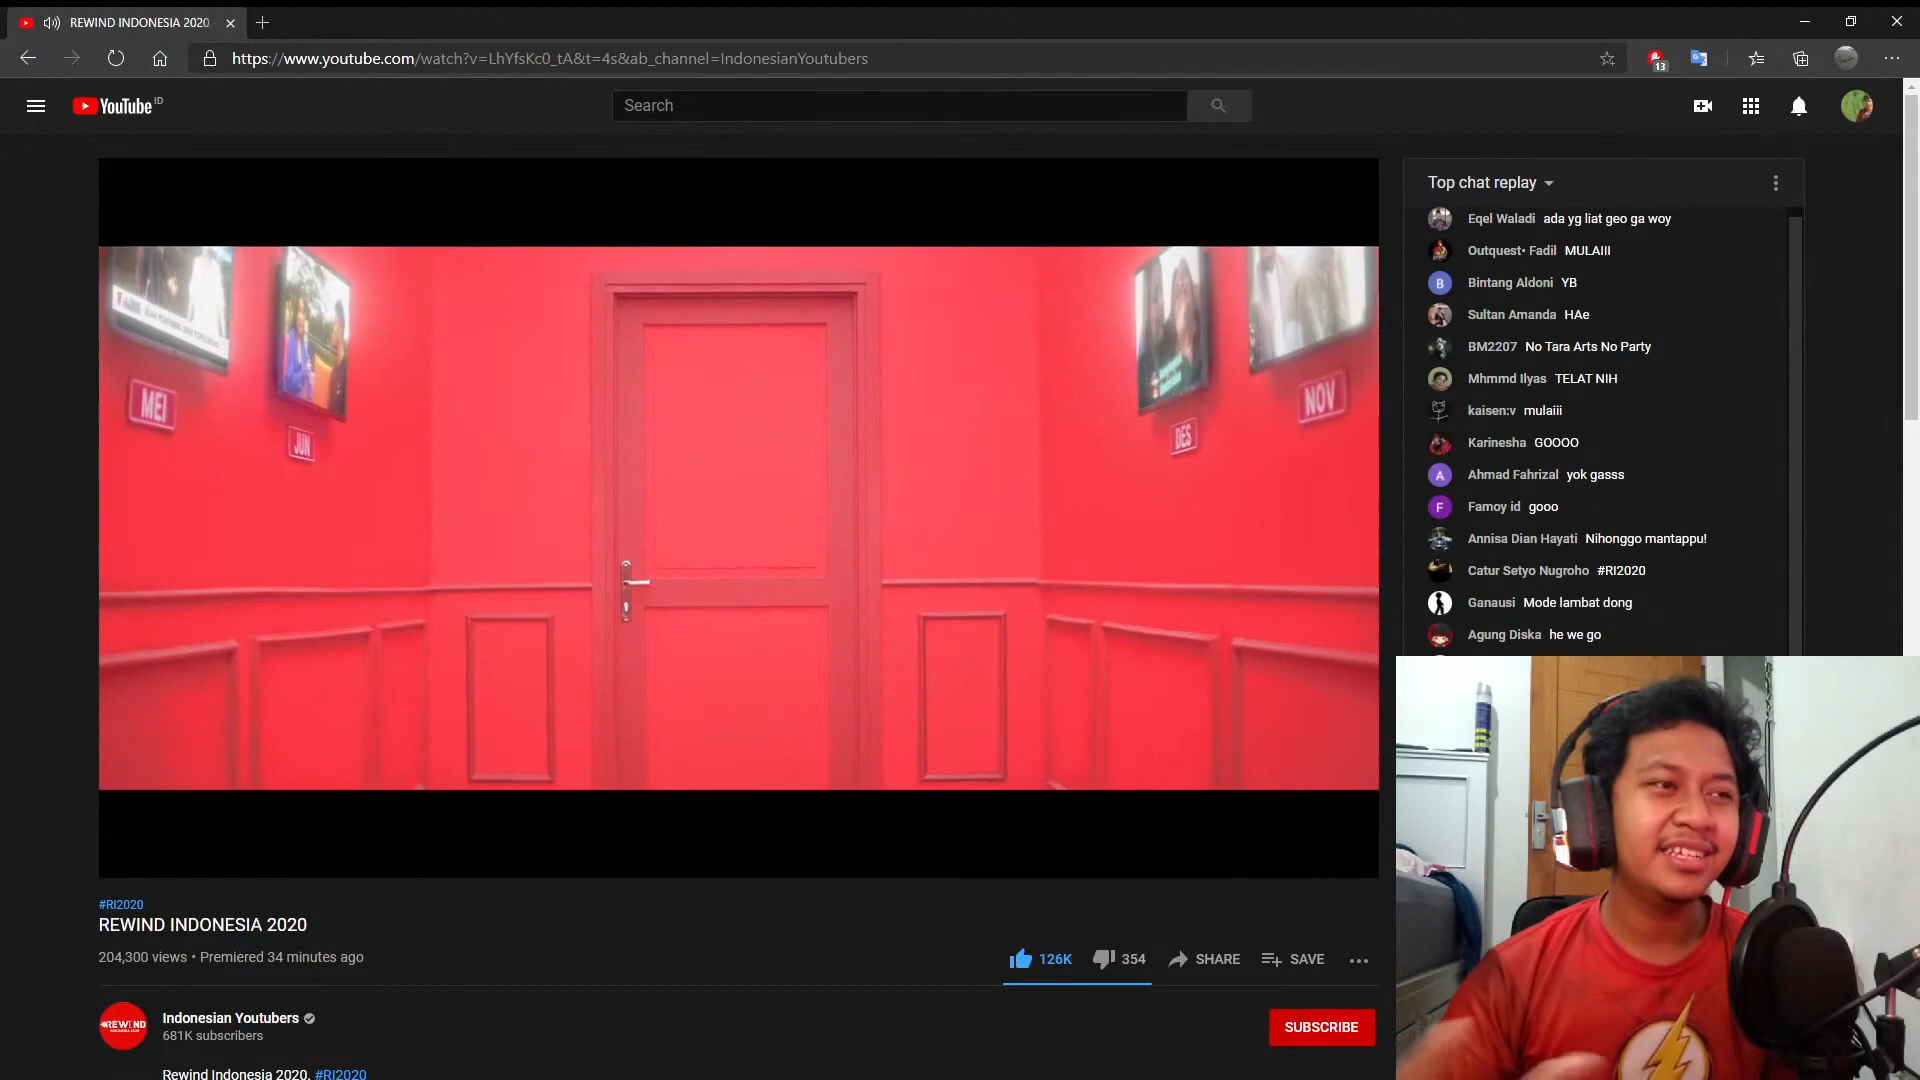 REWIND INDONESIA 2020
https://www.youtube.com/watch?v=LhYfsKc0_tA&t=4s&ab_channel=IndonesianYoutubers
13
YouTube ID
Search
MEI
JUN
DES
NOV
Top chat replay
Eqel Waladi ada yg liat geo ga woy
Outquest• Fadil MULAIII
B Bintang Aldoni YB
Sultan Amanda HAe
BM2207 No Tara Arts No Party
Mhmmd Ilyas TELAT NIH
kaisen:v mulaiii
Karinesha GOOOO
A Ahmad Fahrizal yok gasss
F Famoy id gooo
Annisa Dian Hayati Nihonggo mantappu!
Catur Setyo Nugroho #RI2020
Ganausi Mode lambat dong
Agung Diska he we go
#RI2020
REWIND INDONESIA 2020
204,300 views • Premiered 34 minutes ago
126K 354 SHARE SAVE
REWIND
Indonesian Youtubers
681K subscribers
SUBSCRIBE
Rewind Indonesia 2020, #RI2020